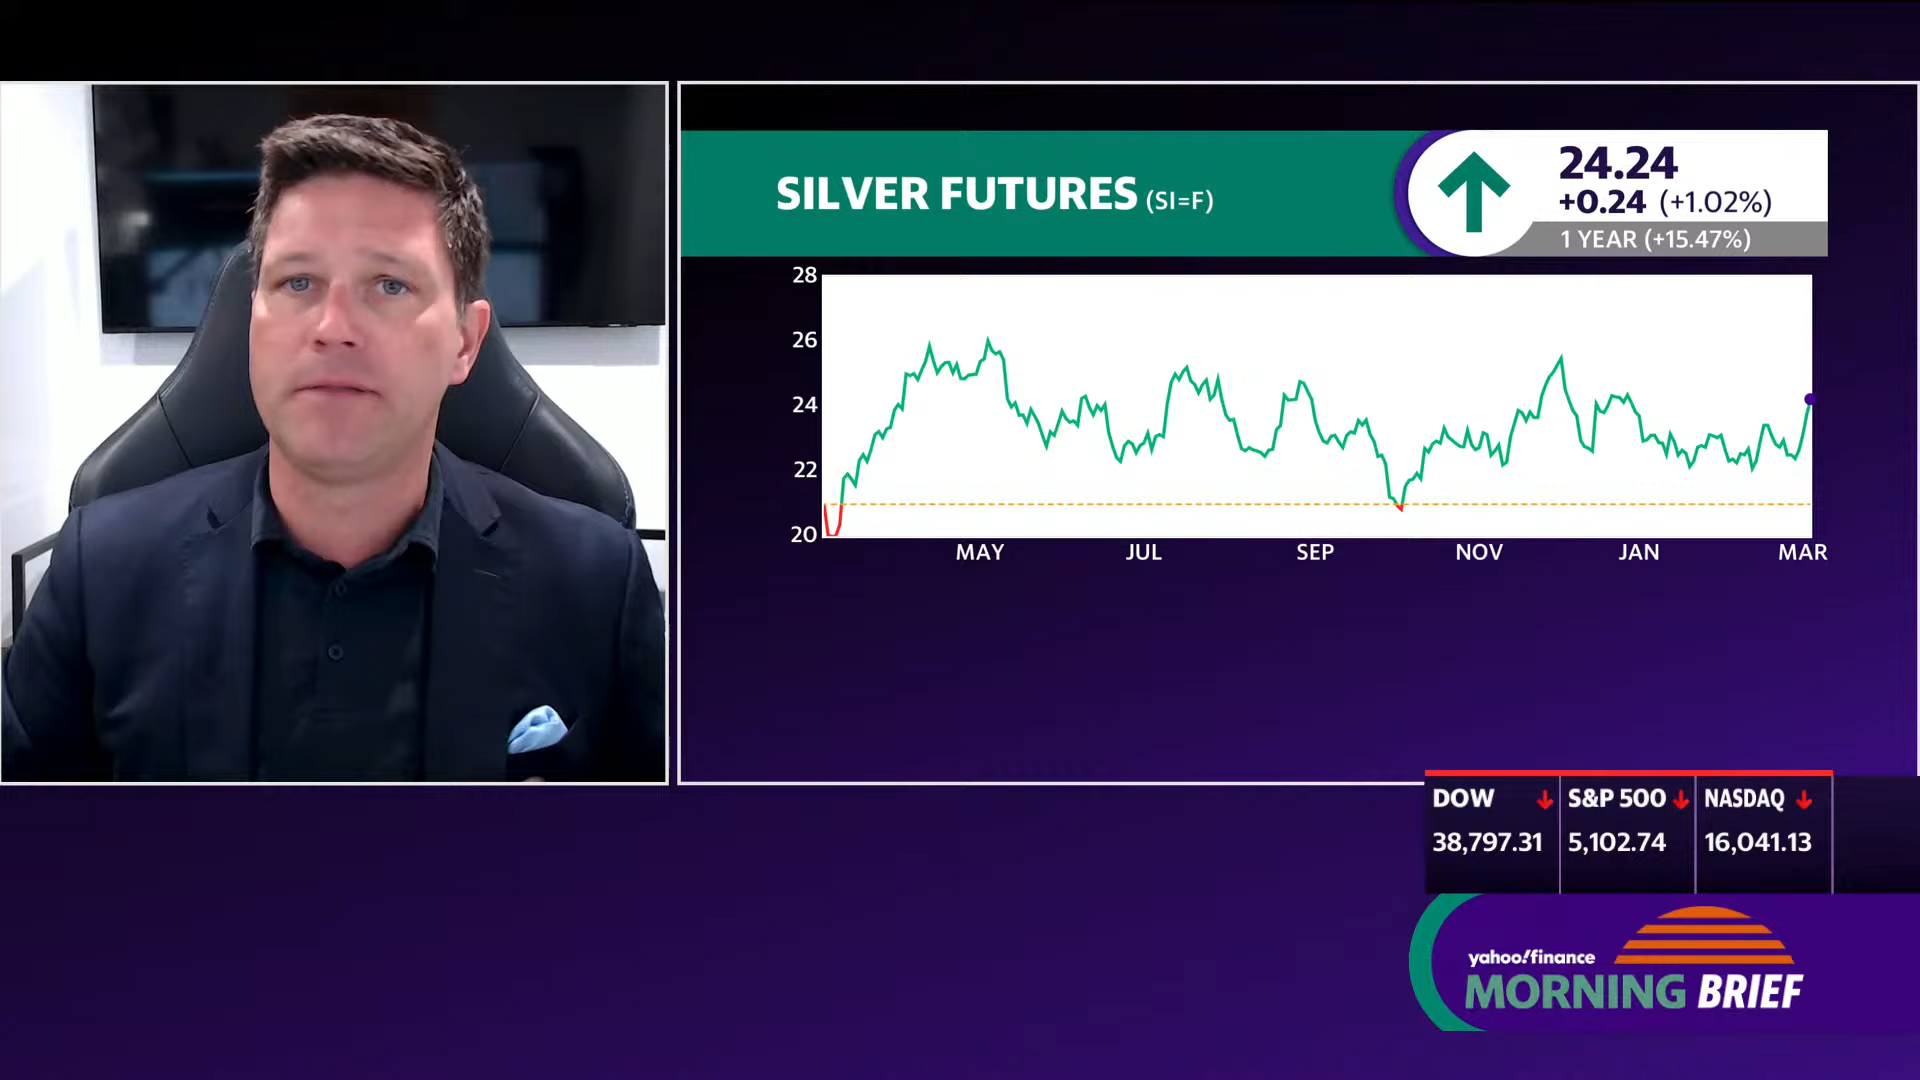 SILVER FUTURES (SI=F)
24.24
+0.24 (+1.02%)
1 YEAR (+15.47%)
28
26
24
22
20
MAY JUL SEP NOV JAN MAR
DOW S&P 500 NASDAQ
38,797.31 5,102.74 16,041.13
yahoo!finance
MORNING BRIEF